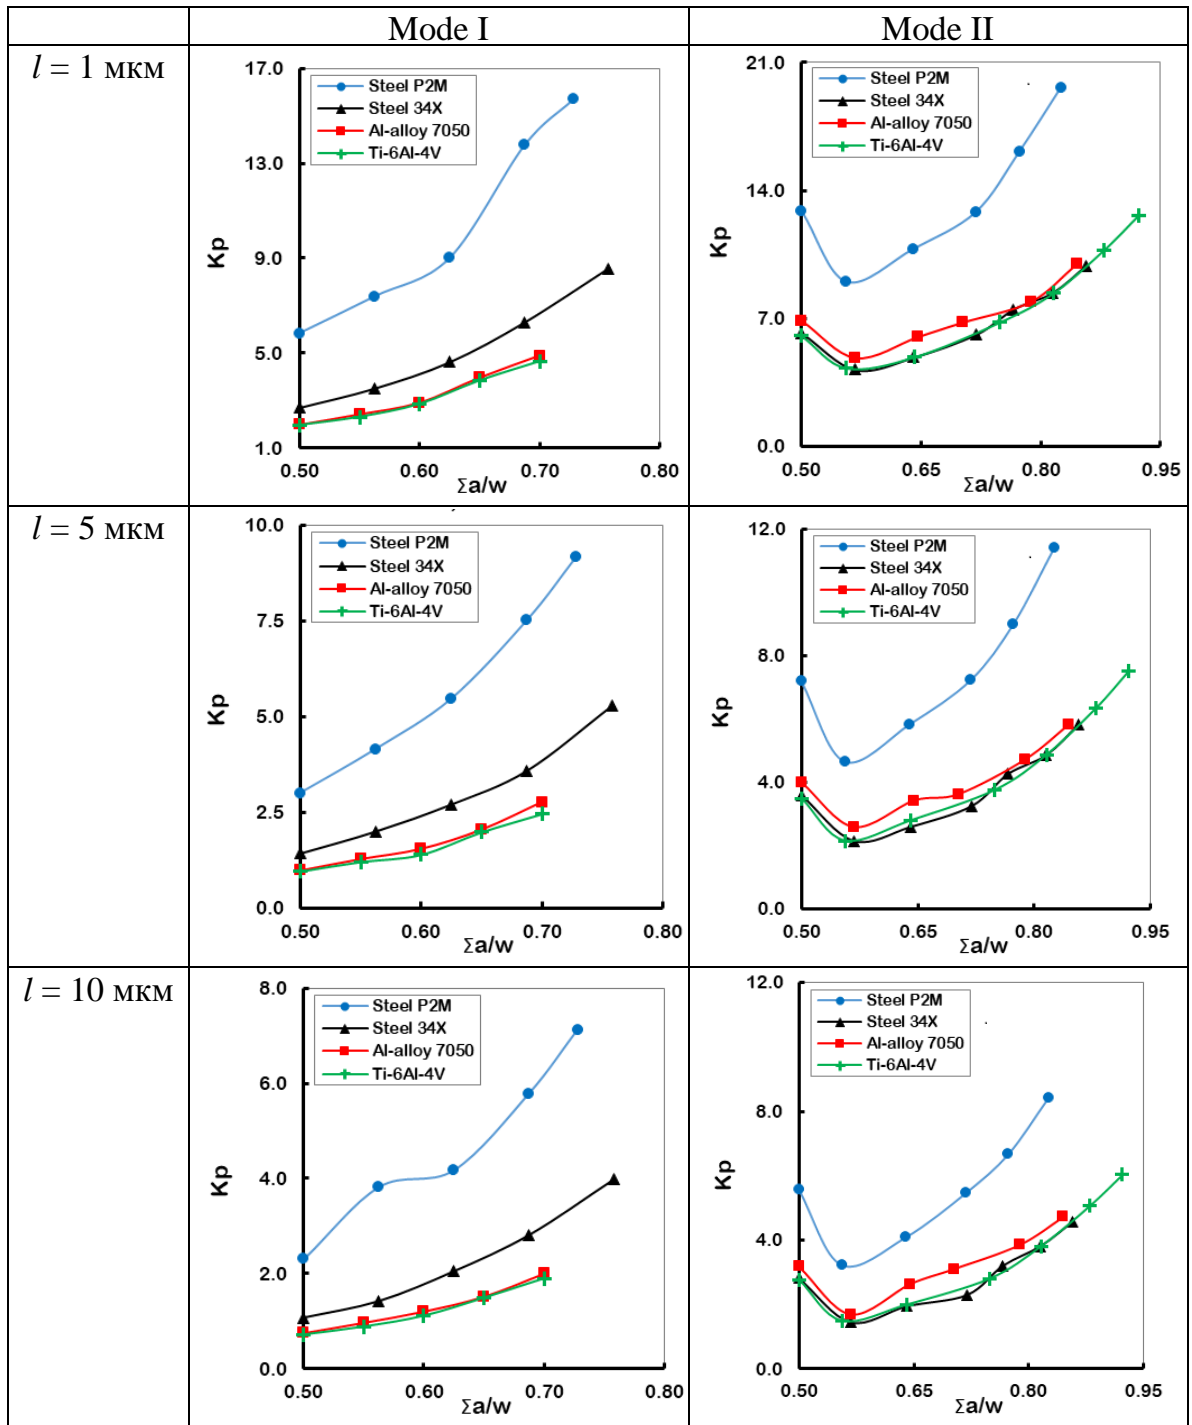 Mode I
Mode II
l = 1 мкм
17.0
13.0
9.0
5.0
1.0
Kp
Steel P2M
Steel 34X
Al-alloy 7050
Ti-6Al-4V
0.50 0.60 0.70 0.80
Σa/w
21.0
14.0
7.0
0.0
Kp
Steel P2M
Steel 34X
Al-alloy 7050
Ti-6Al-4V
0.50 0.65 0.80 0.95
Σa/w
l = 5 мкм
10.0
7.5
5.0
2.5
0.0
Kp
Steel P2M
Steel 34X
Al-alloy 7050
Ti-6Al-4V
0.50 0.60 0.70 0.80
Σa/w
12.0
8.0
4.0
0.0
Kp
Steel P2M
Steel 34X
Al-alloy 7050
Ti-6Al-4V
0.50 0.65 0.80 0.95
Σa/w
l = 10 мкм
8.0
6.0
4.0
2.0
0.0
Kp
Steel P2M
Steel 34X
Al-alloy 7050
Ti-6Al-4V
0.50 0.60 0.70 0.80
Σa/w
12.0
8.0
4.0
0.0
Kp
Steel P2M
Steel 34X
Al-alloy 7050
Ti-6Al-4V
0.50 0.65 0.80 0.95
Σa/w